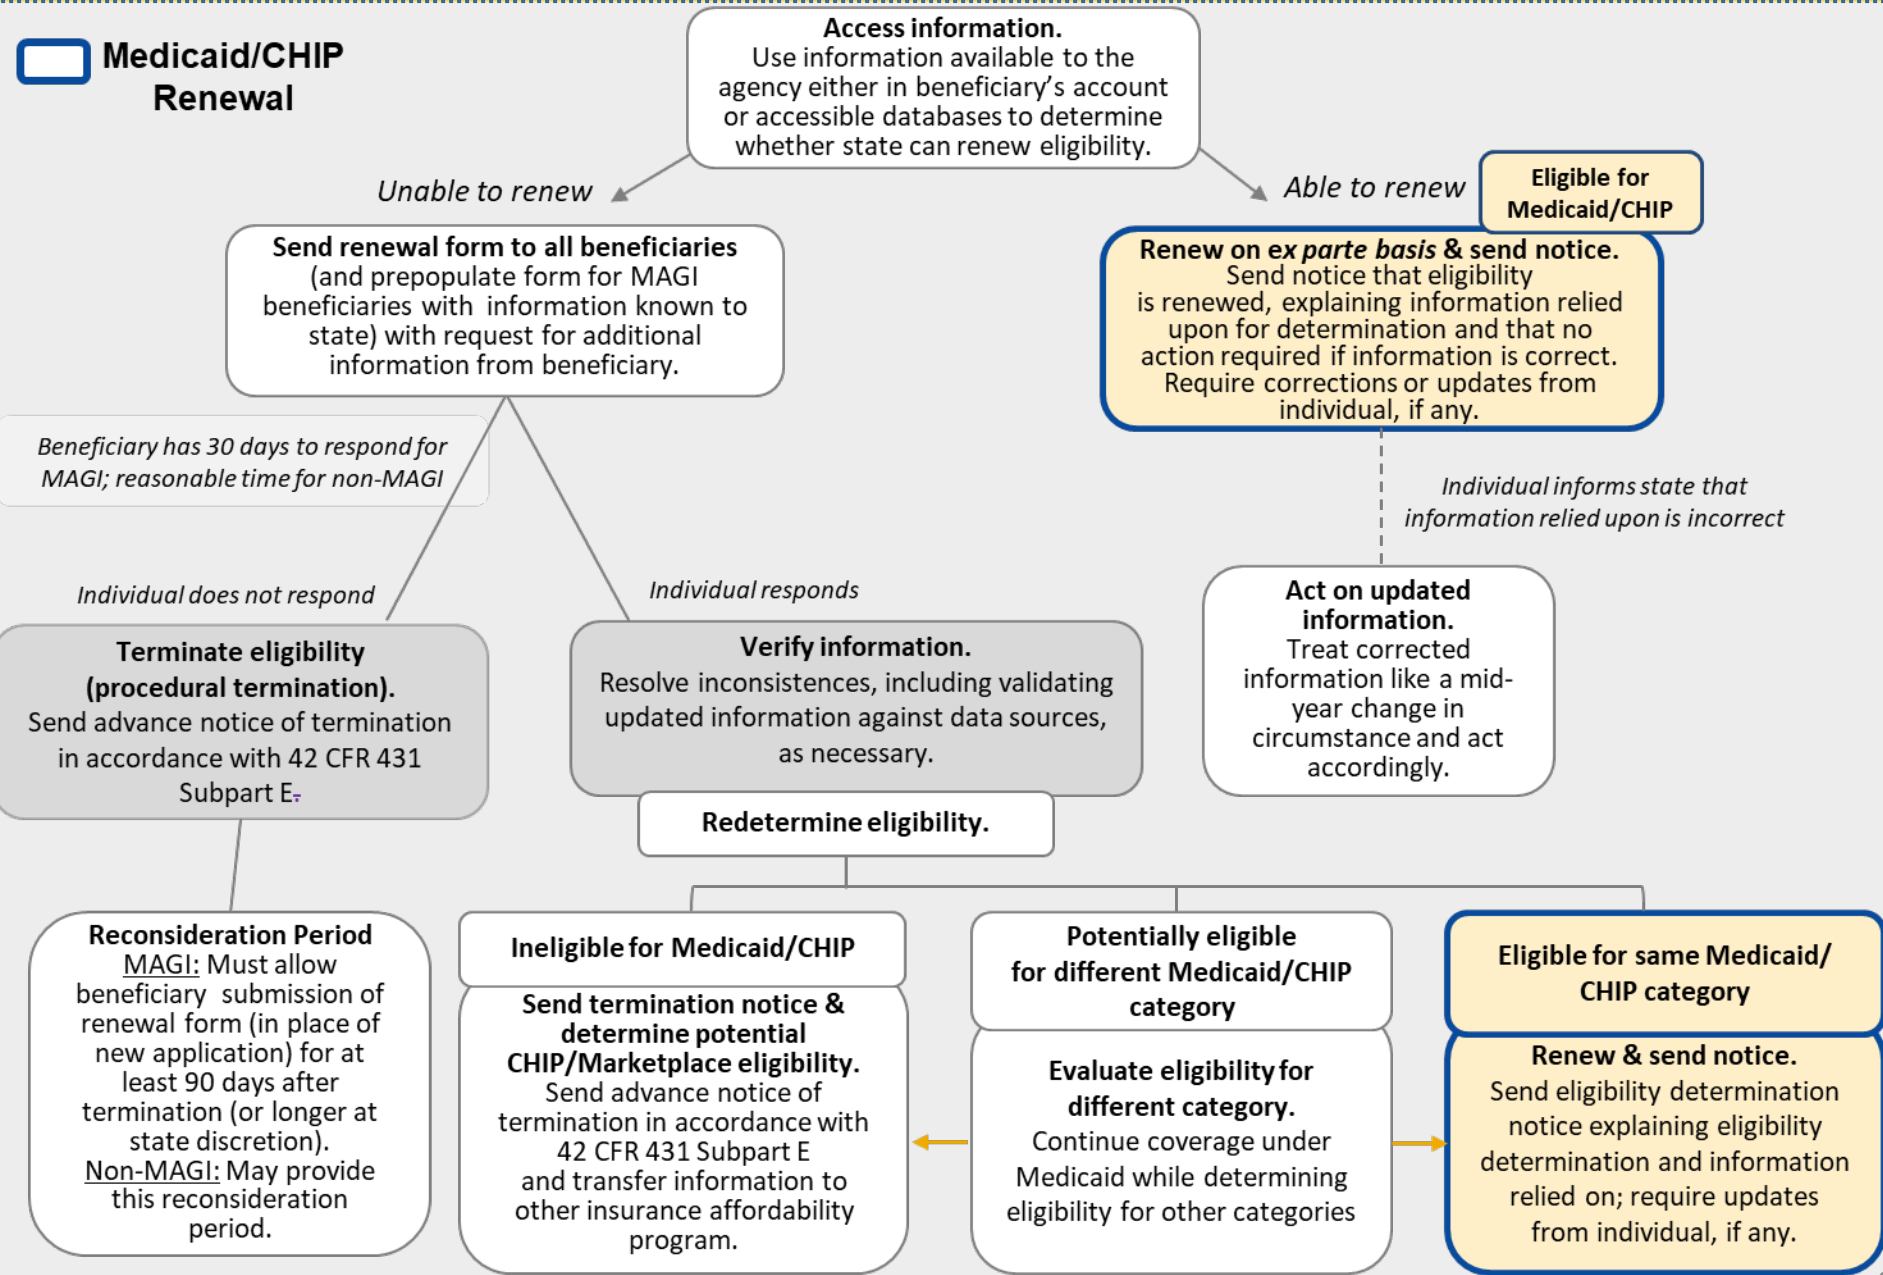 Medicaid/CHIP
Renewal
Access information.
Use information available to the
agency either in beneficiary's account
or accessible databases to determine
whether state can renew eligibility.
Unable to renew
Able to renew
Eligible for
Medicaid/CHIP
Send renewal form to all beneficiaries
(and prepopulate form for MAGI
beneficiaries with information known to
state) with request for additional
information from beneficiary.
Renew on ex parte basis & send notice.
Send notice that eligibility
is renewed, explaining information relied
upon for determination and that no
action required if information is correct.
Require corrections or updates from
individual, if any.
Beneficiary has 30 days to respond for
MAGI; reasonable time for non-MAGI
Individual informs state that
information relied upon is incorrect
Individual does not respond
Individual responds
Terminate eligibility
(procedural termination).
Send advance notice of termination
in accordance with 42 CFR 431
Subpart E.
Verify information.
Resolve inconsistences, including validating
updated information against data sources,
as necessary.
Act on updated
information.
Treat corrected
information like a mid-
year change in
circumstance and act
accordingly.
Redetermine eligibility.
Reconsideration Period
MAGI: Must allow
beneficiary submission of
renewal form (in place of
new application) for at
least 90 days after
termination (or longer at
state discretion).
Non-MAGI: May provide
this reconsideration
period.
Ineligible for Medicaid/CHIP
Send termination notice &
determine potential
CHIP/Marketplace eligibility.
Send advance notice of
termination in accordance with
42 CFR 431 Subpart E
and transfer information to
other insurance affordability
program.
Potentially eligible
for different Medicaid/CHIP
category
Evaluate eligibility for
different category.
Continue coverage under
Medicaid while determining
eligibility for other categories
Eligible for same Medicaid/
CHIP category
Renew & send notice.
Send eligibility determination
notice explaining eligibility
determination and information
relied on; require updates
from individual, if any.